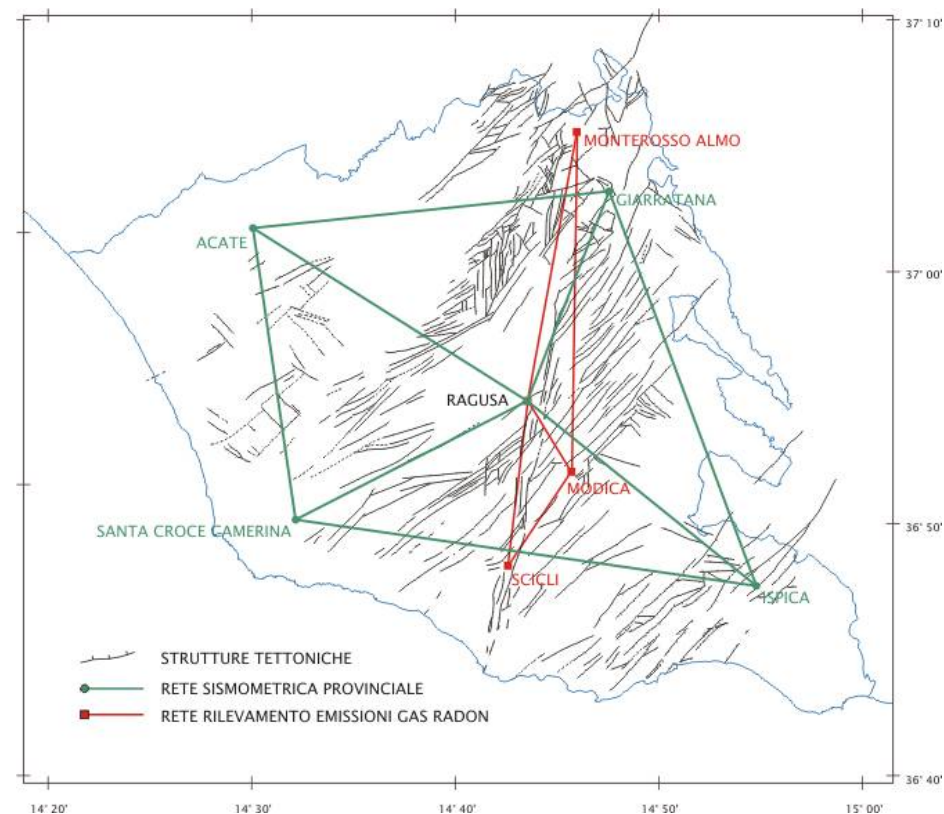 37' 10'
MONTEROSSO ALMO
GIARRATANA
ACATE
37' 00'
RAGUSA
MODICA
36' 50'
SANTA CROCE CAMERINA
SCICLI
ISPICA
STRUTTURE TETTONICHE
RETE SISMOMETRICA PROVINCIALE
RETE RILEVAMENTO EMISSIONI GAS RADON
36' 40'
14' 20' 14' 30' 14' 40' 14' 50' 15' 00'